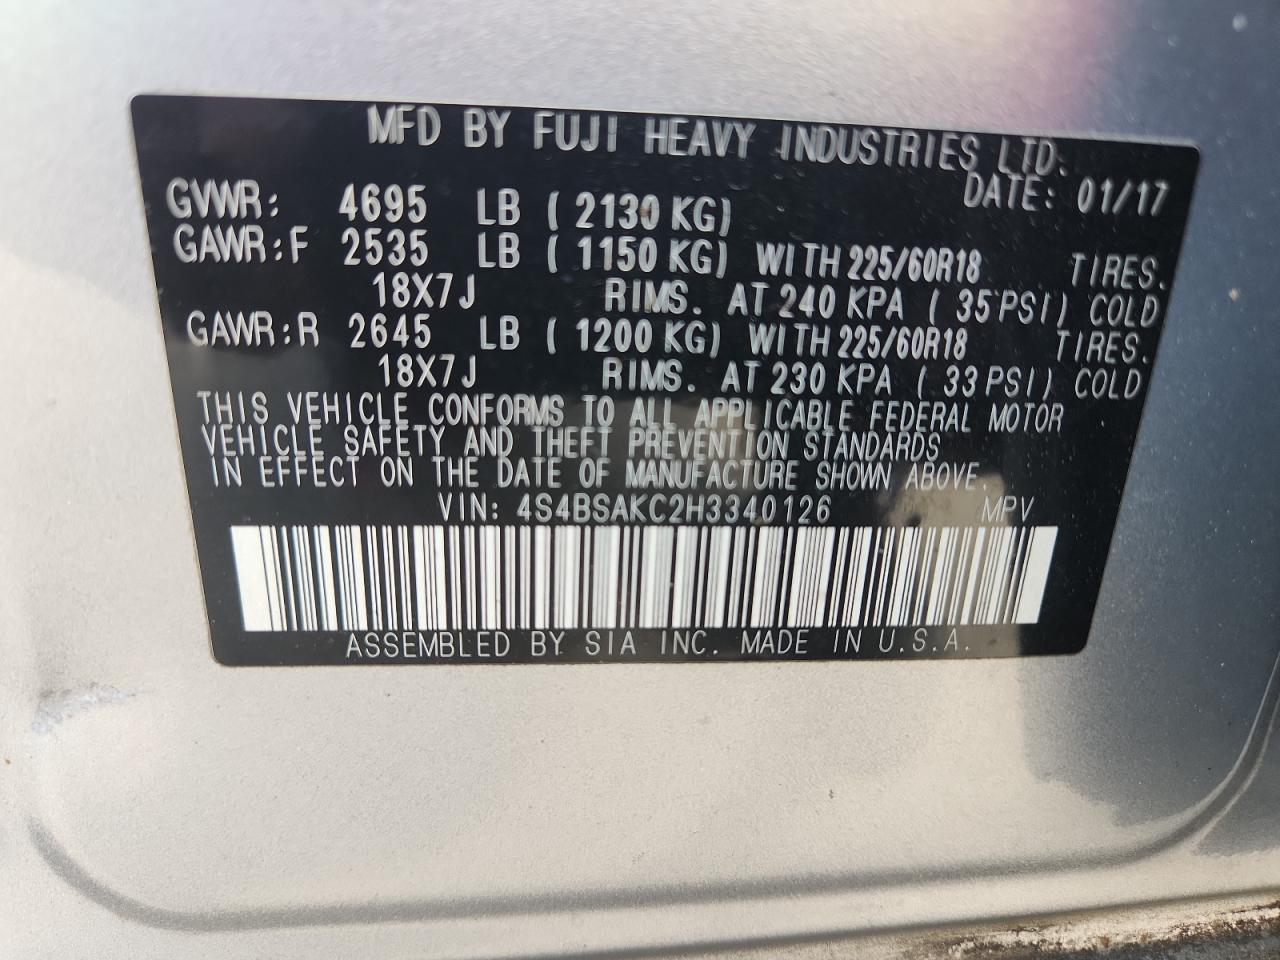 MFD BY FUJI HEAVY INDUSTRIES LTD.
DATE: 01/17
GVWR: 4695 LB ( 2130 KG)
GAWR:F 2535 LB ( 1150 KG) WITH 225/60R18 TIRES.
18X7J RIMS. AT 240 KPA ( 35 PSI) COLD
GAWR:R 2645 LB ( 1200 KG) WITH 225/60R18 TIRES.
18X7J RIMS. AT 230 KPA ( 33 PSI) COLD
THIS VEHICLE CONFORMS TO ALL APPLICABLE FEDERAL MOTOR
VEHICLE SAFETY AND THEFT PREVENTION STANDARDS
IN EFFECT ON THE DATE OF MANUFACTURE SHOWN ABOVE.
VIN: 4S4BSAKC2H3340126 MPV
ASSEMBLED BY SIA INC. MADE IN U.S.A.